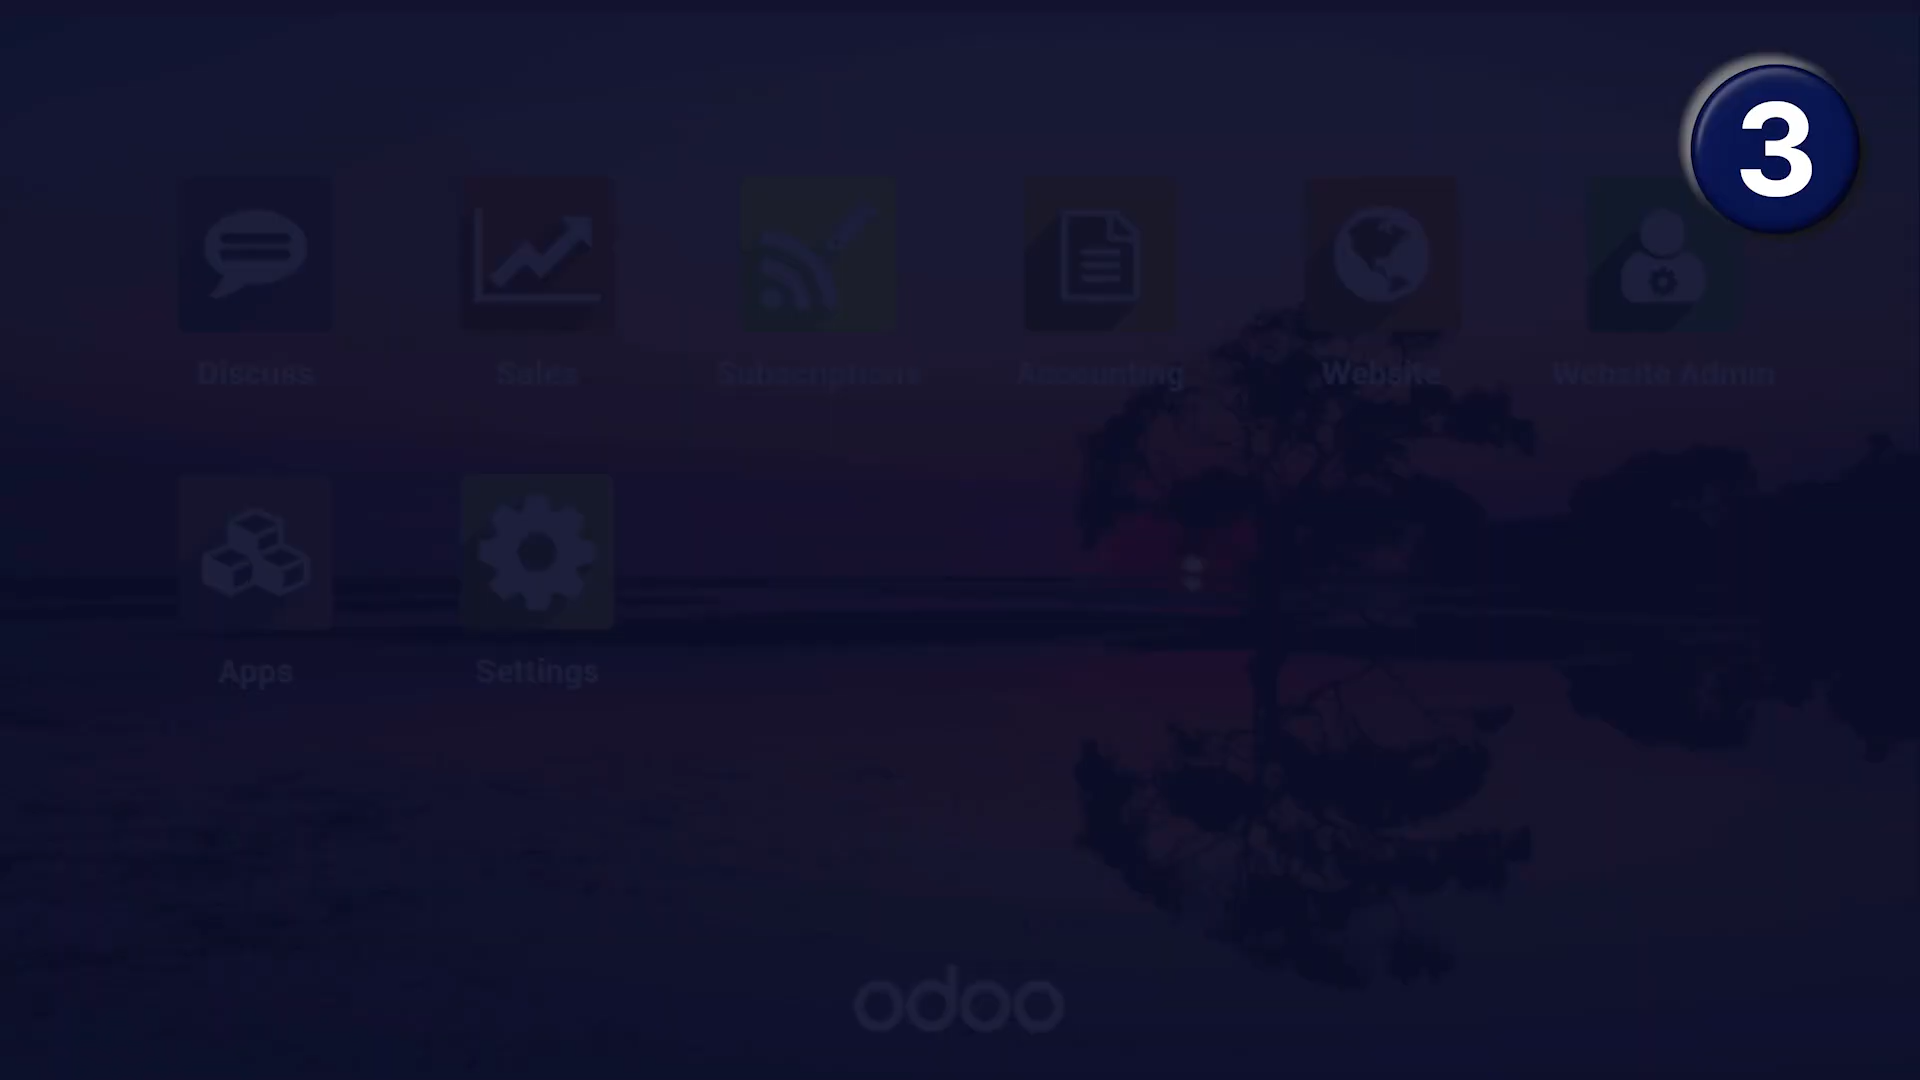 3
Discuss
Sales
Subscriptions
Accounting
Website
Website Admin
Apps
Settings
odoo